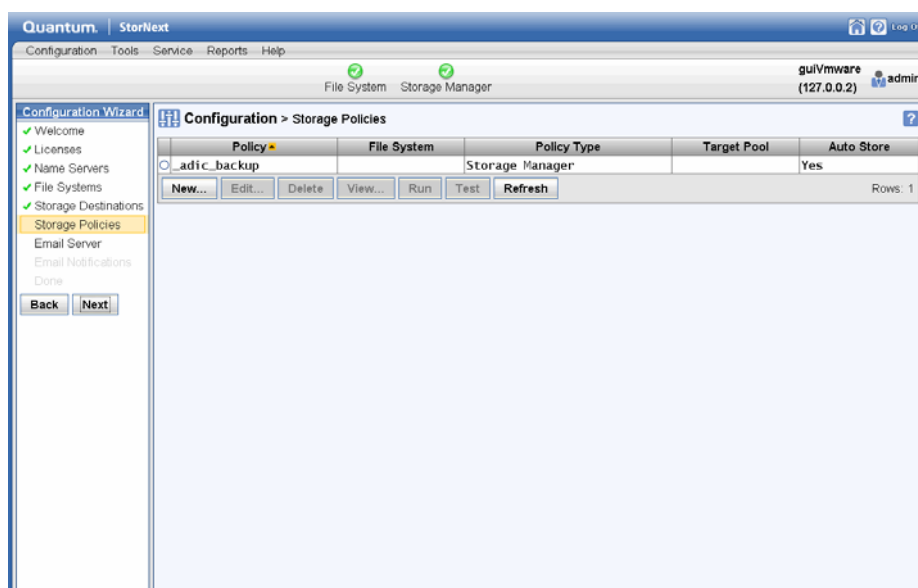 Quantum. StorNext
Log O
Configuration Tools Service Reports Help
File System Storage Manager
guiVmware
(127.0.0.2)
admin
Configuration Wizard
Welcome
Licenses
Name Servers
File Systems
Storage Destinations
Storage Policies
Email Server
Email Notifications
Done
Back Next
Configuration > Storage Policies
?
Policy File System Policy Type Target Pool Auto Store
_adic_backup Storage Manager Yes
New... Edit... Delete View... Run Test Refresh Rows: 1